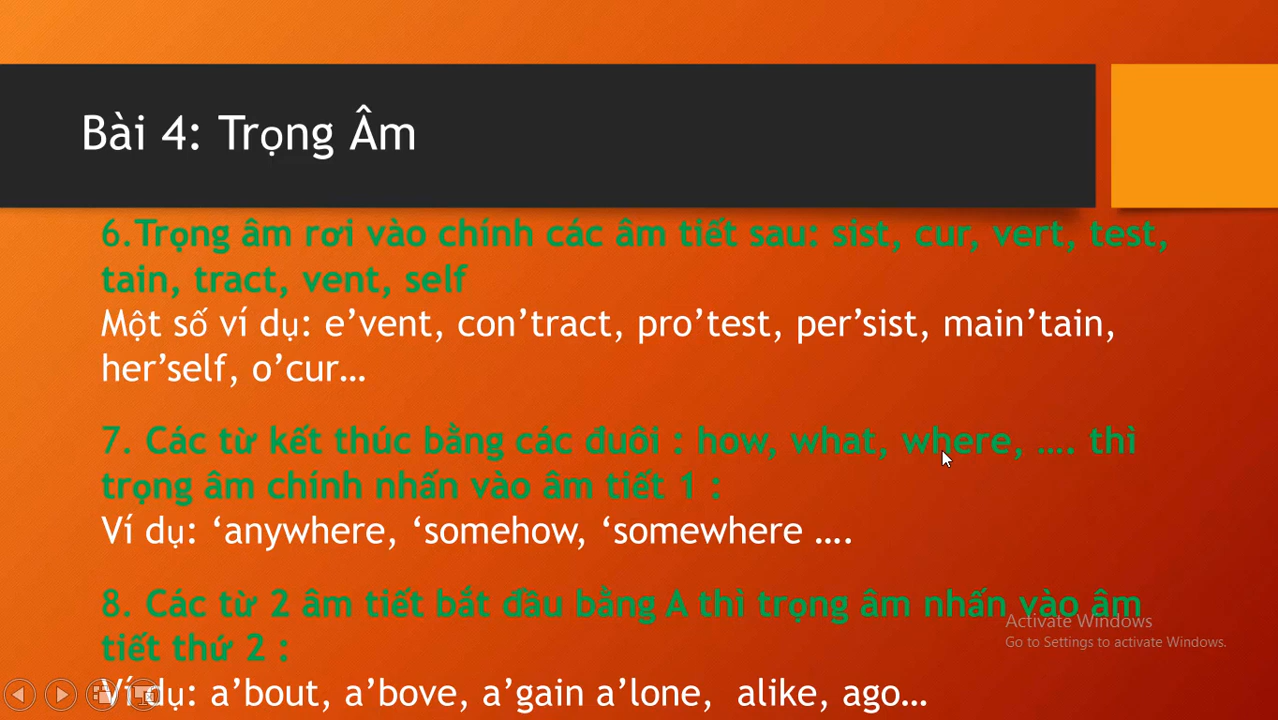 Bài 4: Trọng Âm
6.Trọng âm rơi vào chính các âm tiết sau: sist, cur, vert, test,
tain, tract, vent, self
Một số ví dụ: e’vent, con’tract, pro’test, per’sist, main’tain,
her’self, o’cur…
7. Các từ kết thúc bằng các đuôi : how, what, where, …. thì
trọng âm chính nhấn vào âm tiết 1 :
Ví dụ: ‘anywhere, ‘somehow, ‘somewhere ….
8. Các từ 2 âm tiết bắt đầu bằng A thì trọng âm nhấn vào âm
tiết thứ 2 :
Ví dụ: a’bout, a’bove, a’gain a’lone, alike, ago…
Activate Windows
Go to Settings to activate Windows.